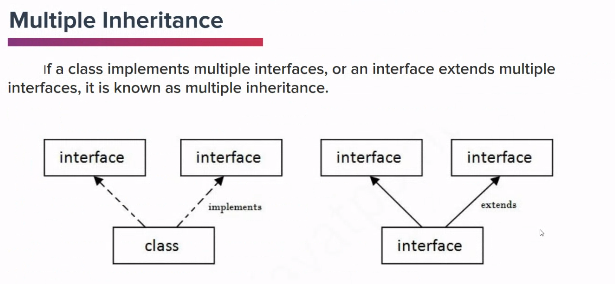 Multiple Inheritance
If a class implements multiple interfaces, or an interface extends multiple
interfaces, it is known as multiple inheritance.
interface interface interface interface
implements extends
class interface